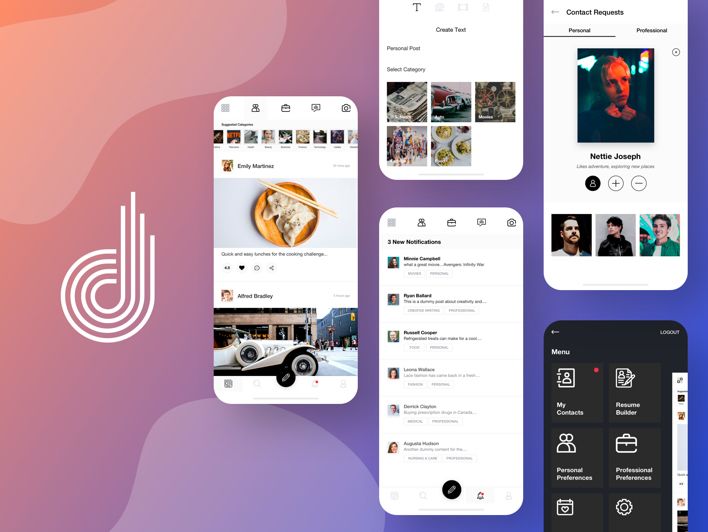 Suggested Categories
Emily Martinez
Quick and easy lunches for the cooking challenge...
4.8
Alfred Bradley
Create Text
Personal Post
Select Category
Auto
Movies
3 New Notifications
Minnie Campbell
what a great movie...Avengers: Infinity War
MOVIES
PERSONAL
Ryan Ballard
This is a dummy post about creativity and...
CREATIVE WRITING
PROFESSIONAL
Russell Cooper
Refrigerated treats can make for a cool...
FOOD
PERSONAL
Leona Wallace
Lace fashion has came back in a fresh...
FASHION
PERSONAL
Derrick Clayton
Buying prescription drugs in Canada...
MEDICAL
PROFESSIONAL
Augusta Hudson
Another dummy content for the...
NURSING & CARE
PROFESSIONAL
Contact Requests
Personal
Professional
Nettie Joseph
Likes adventure, exploring new places
LOGOUT
Menu
My
Contacts
Resume
Builder
Personal
Preferences
Professional
Preferences